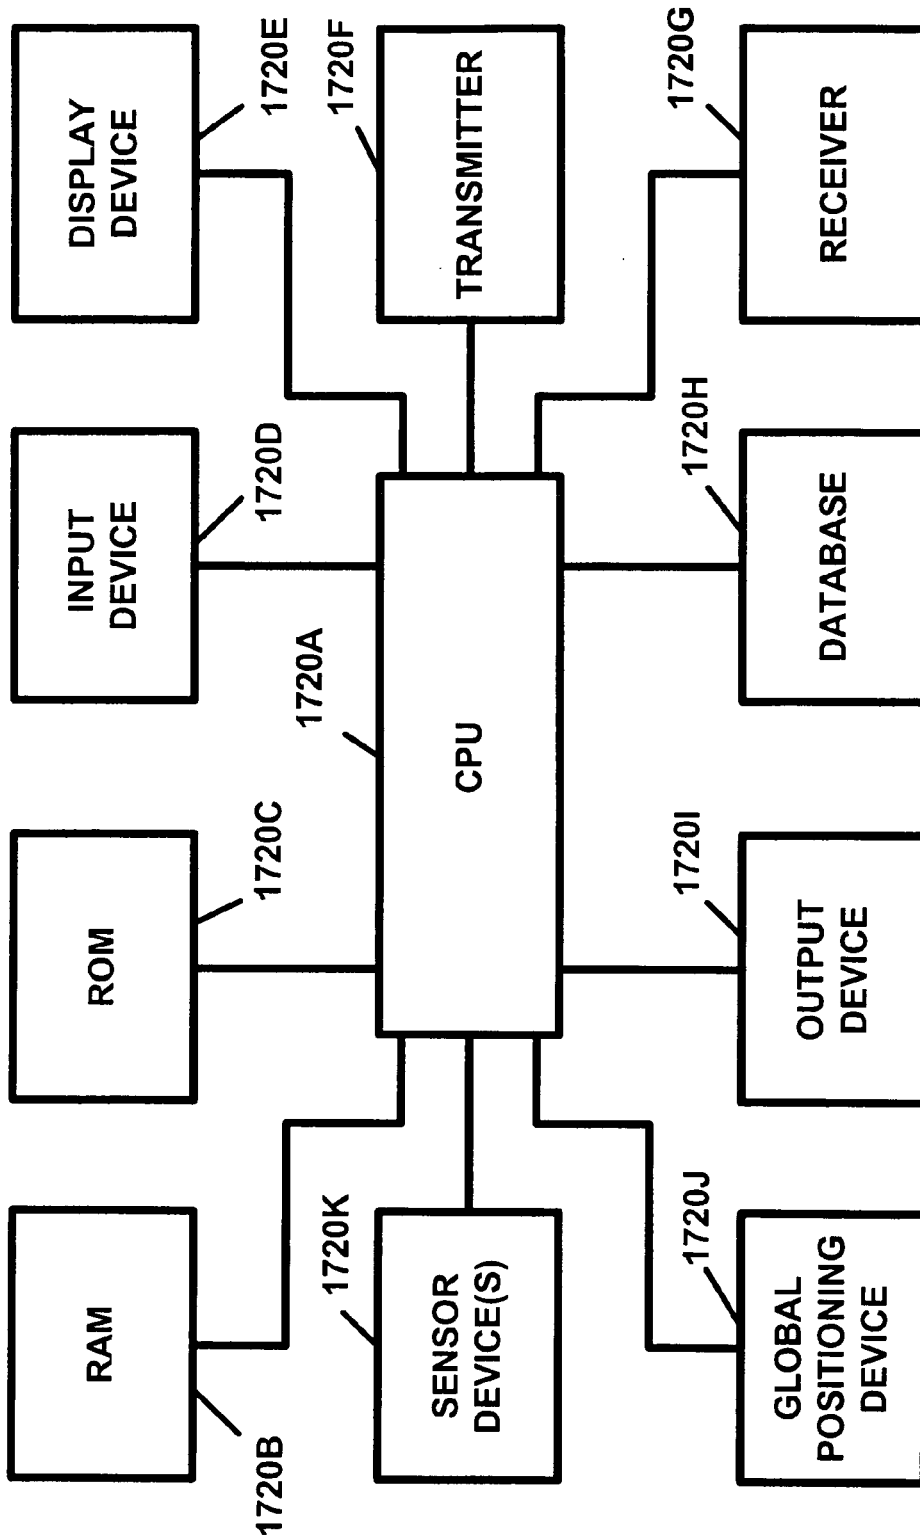 RAM
1720B
ROM
1720C
INPUT
DEVICE
1720D
DISPLAY
DEVICE
1720E
SENSOR
DEVICE(S)
1720K
CPU
1720A
TRANSMITTER
1720F
GLOBAL
POSITIONING
DEVICE
1720J
OUTPUT
DEVICE
1720I
DATABASE
1720H
RECEIVER
1720G